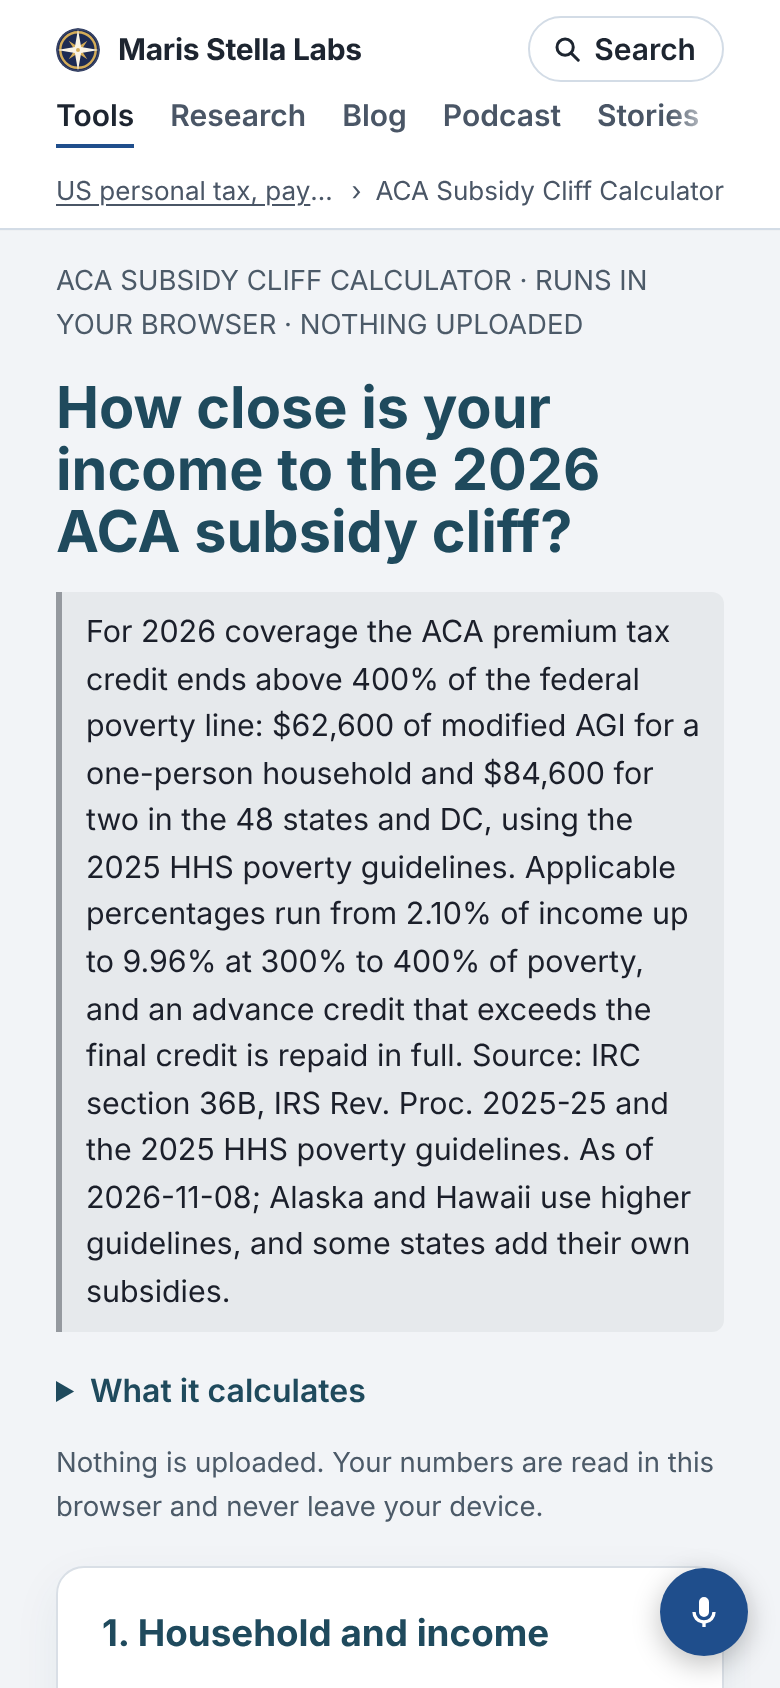 Maris Stella Labs
Search
Tools Research Blog Podcast Stories
US personal tax, pay... › ACA Subsidy Cliff Calculator
ACA SUBSIDY CLIFF CALCULATOR · RUNS IN
YOUR BROWSER · NOTHING UPLOADED
How close is your
income to the 2026
ACA subsidy cliff?
For 2026 coverage the ACA premium tax
credit ends above 400% of the federal
poverty line: $62,600 of modified AGI for a
one-person household and $84,600 for
two in the 48 states and DC, using the
2025 HHS poverty guidelines. Applicable
percentages run from 2.10% of income up
to 9.96% at 300% to 400% of poverty,
and an advance credit that exceeds the
final credit is repaid in full. Source: IRC
section 36B, IRS Rev. Proc. 2025-25 and
the 2025 HHS poverty guidelines. As of
2026-11-08; Alaska and Hawaii use higher
guidelines, and some states add their own
subsidies.
What it calculates
Nothing is uploaded. Your numbers are read in this
browser and never leave your device.
1. Household and income